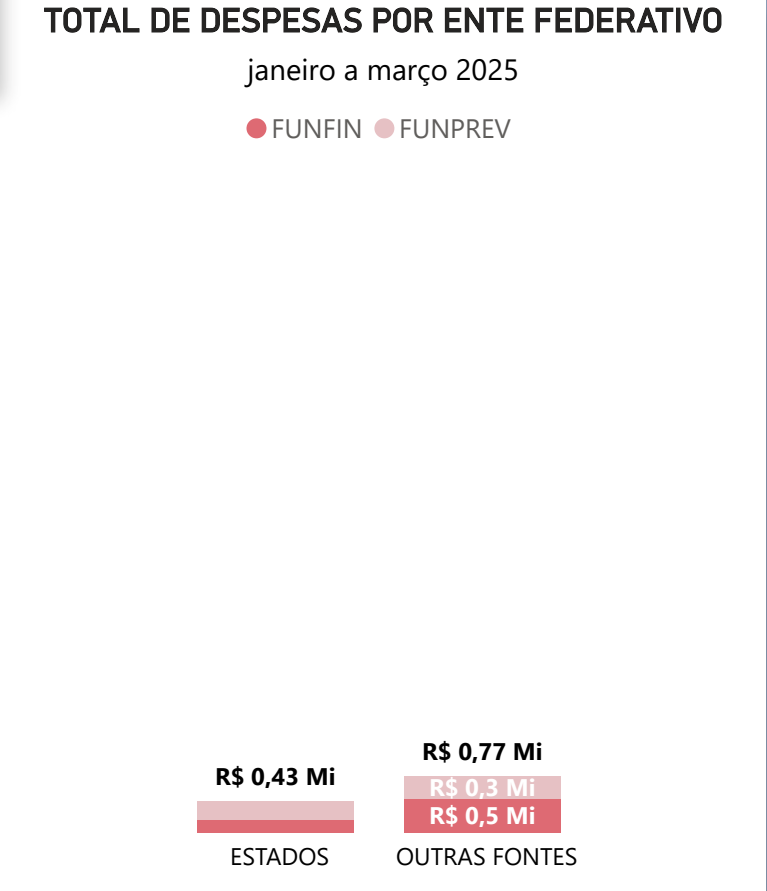 TOTAL DE DESPESAS POR ENTE FEDERATIVO
janeiro a março 2025
FUNFIN FUNPREV
R$ 0,43 Mi
R$ 0,77 Mi
R$ 0,3 Mi
R$ 0,5 Mi
ESTADOS OUTRAS FONTES